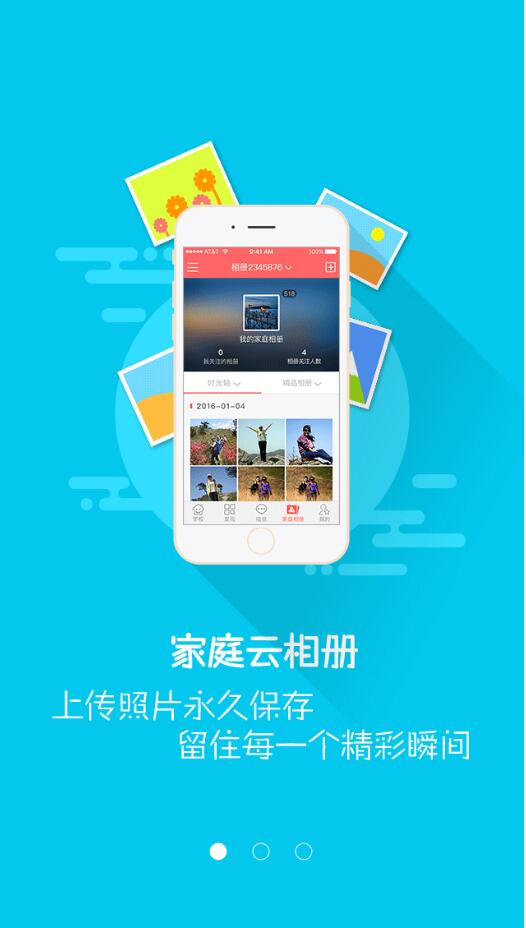 AT&T 9:41 AM 100%
相册2345876
518
我的家庭相册
0 4
我关注的相册 相册关注人数
时光轴 精品相册
2016-01-04
学校 发现 信息 家庭相册 我的
家庭云相册
上传照片永久保存
留住每一个精彩瞬间